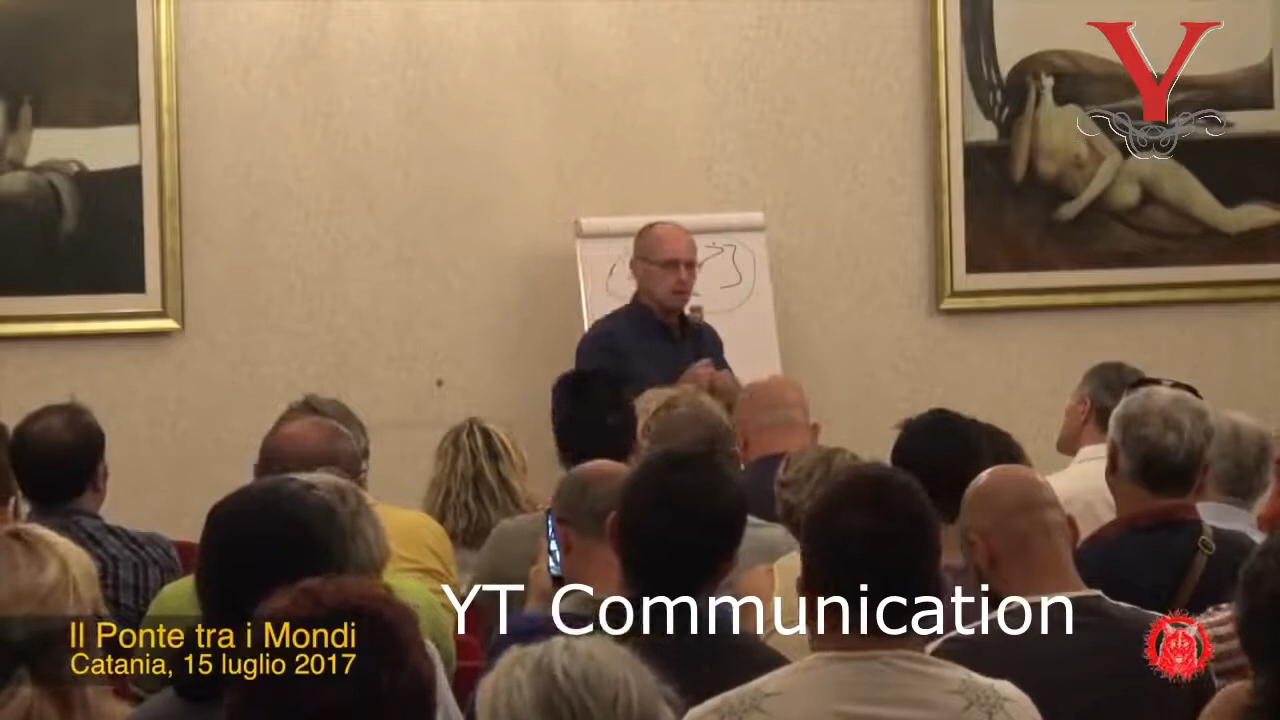 Y
YT Communication
Il Ponte tra i Mondi
Catania, 15 luglio 2017